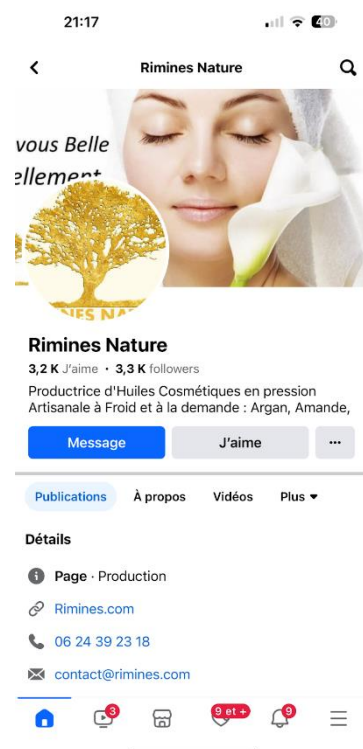 21:17
40
Rimines Nature
vous Belle
ellement
NES NA
Rimines Nature
3,2 K J'aime • 3,3 K followers
Productrice d'Huiles Cosmétiques en pression
Artisanale à Froid et à la demande : Argan, Amande,
Message
J'aime
Publications À propos Vidéos Plus
Détails
Page · Production
Rimines.com
06 24 39 23 18
contact@rimines.com
3
9 et +
9